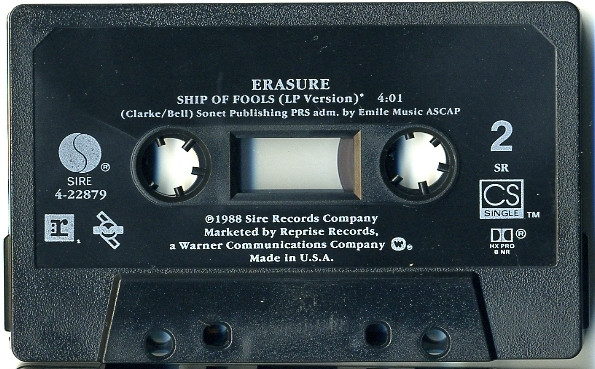 ERASURE
SHIP OF FOOLS (LP Version)* 4:01
(Clarke/Bell) Sonet Publishing PRS adm. by Emile Music ASCAP
2
SR
®
SIRE
4-22879
CS
SINGLE TM
r ®
DD ®
HX PRO
B NR
℗1988 Sire Records Company
Marketed by Reprise Records,
a Warner Communications Company W ®
Made in U.S.A.